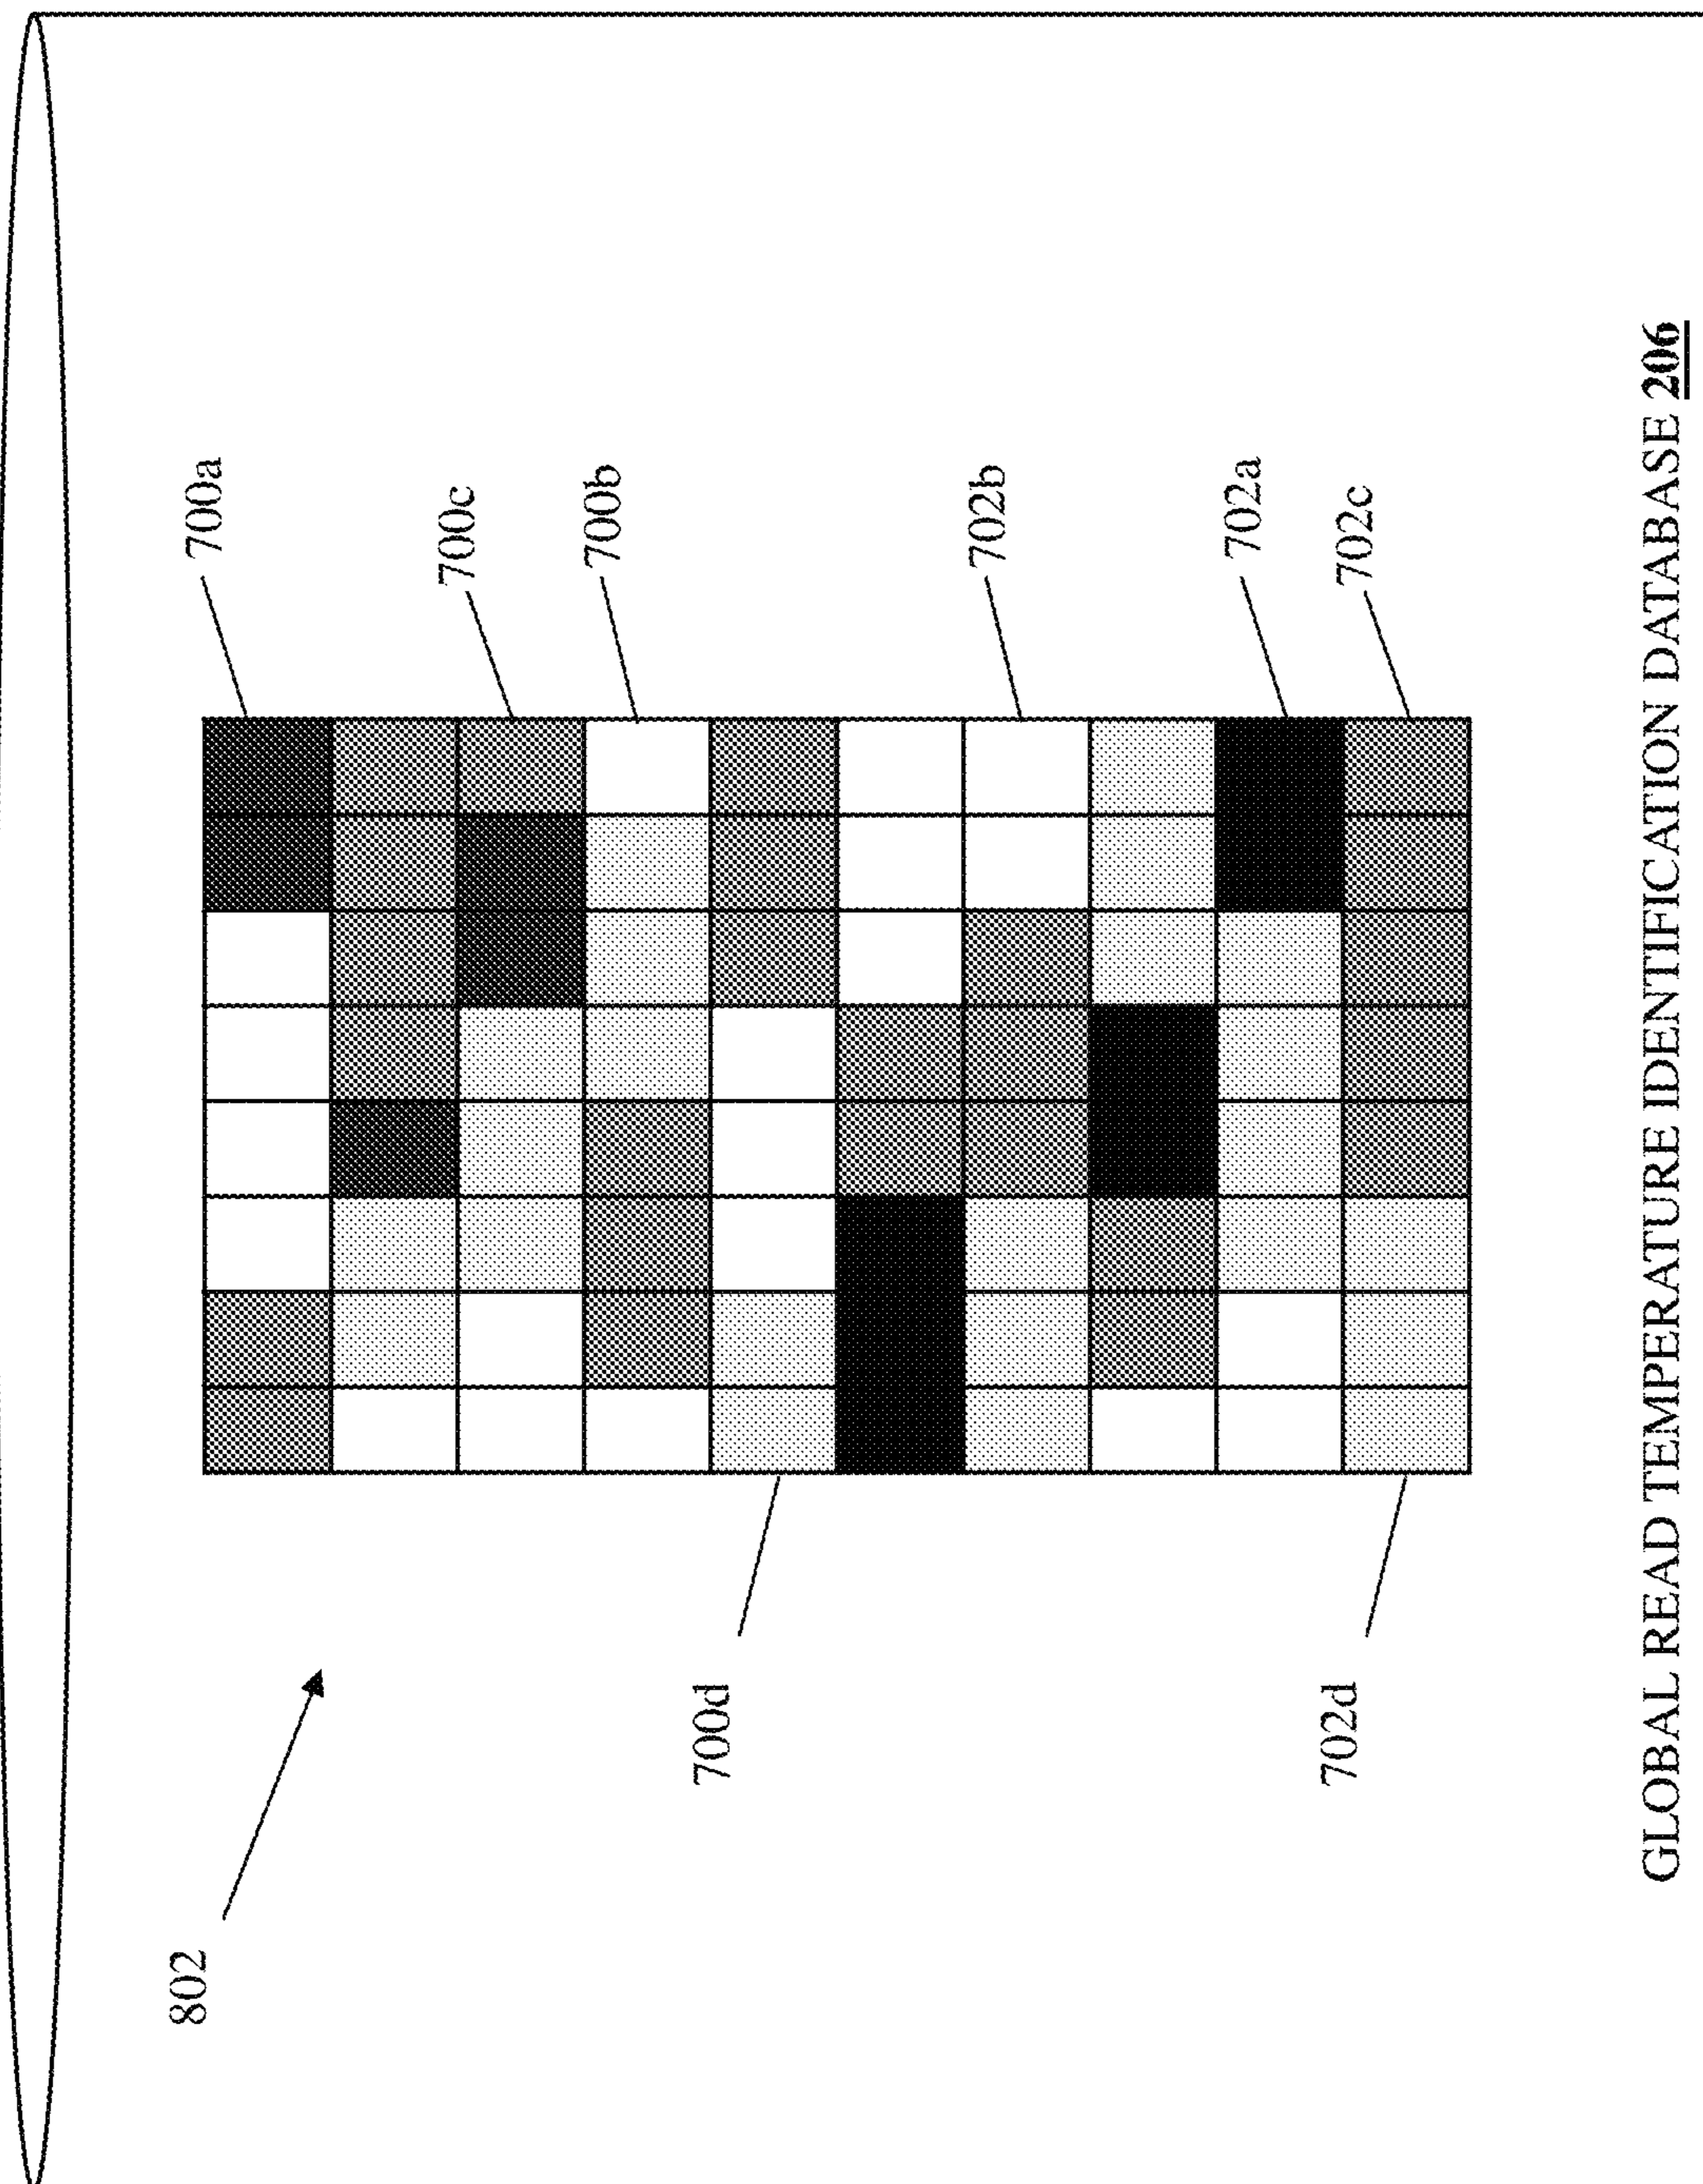 802
700a
700c
700b
700d
702b
702a
702d
702c
GLOBAL READ TEMPERATURE IDENTIFICATION DATABASE 206